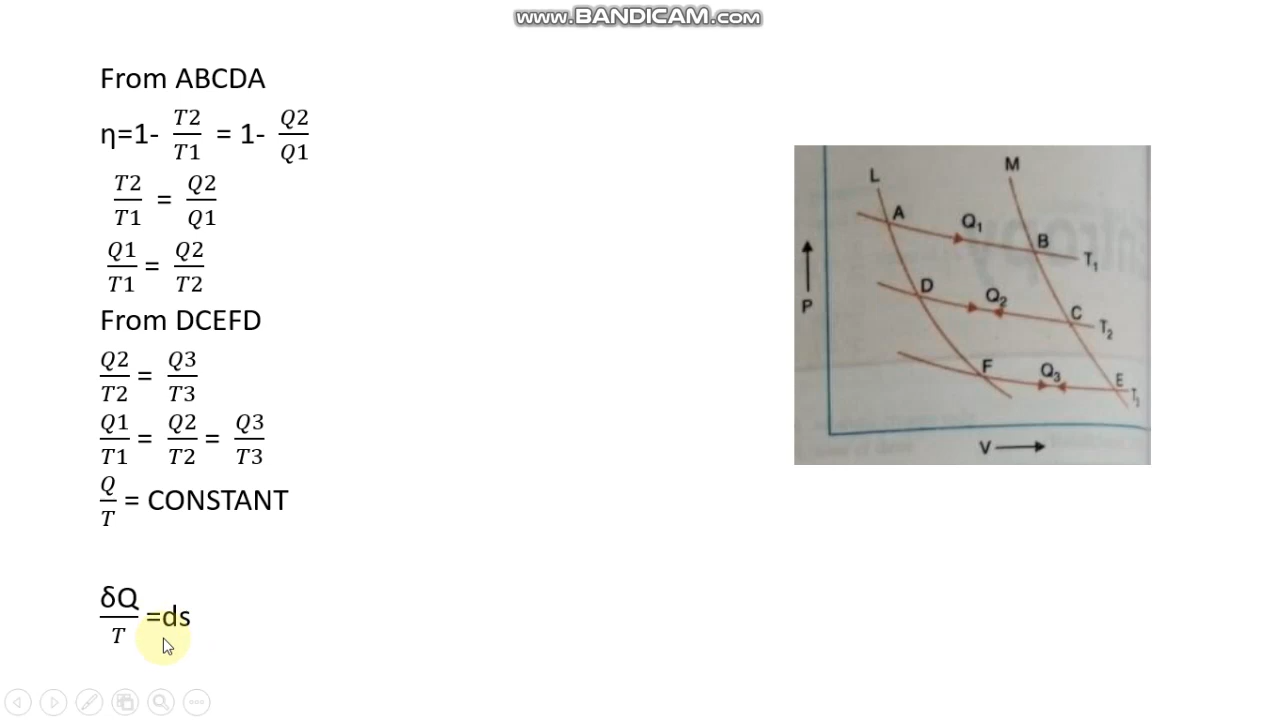 www.BANDICAM.com
From ABCDA
η=1- T2/T1 = 1- Q2/Q1
T2/T1 = Q2/Q1
Q1/T1 = Q2/T2
From DCEFD
Q2/T2 = Q3/T3
Q1/T1 = Q2/T2 = Q3/T3
Q/T = CONSTANT
δQ/T =ds
L
M
A
Q₁
B
T₁
D
Q₂
C
T₂
P
F
Q₃
E
T₃
V